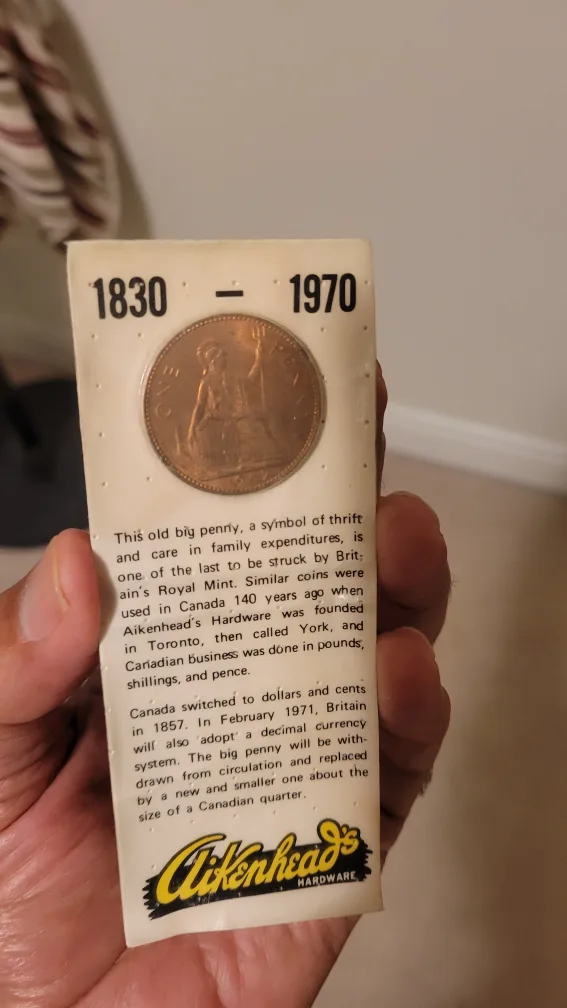 1830 – 1970
ONE PENNY
This old big penny, a symbol of thrift
and care in family expenditures, is
one of the last to be struck by Brit-
ain's Royal Mint. Similar coins were
used in Canada 140 years ago when
Aikenhead's Hardware was founded
in Toronto, then called York, and
Canadian business was done in pounds,
shillings, and pence.
Canada switched to dollars and cents
in 1857. In February 1971, Britain
will also adopt a decimal currency
system. The big penny will be with-
drawn from circulation and replaced
by a new and smaller one about the
size of a Canadian quarter.
Aikenhead's
HARDWARE